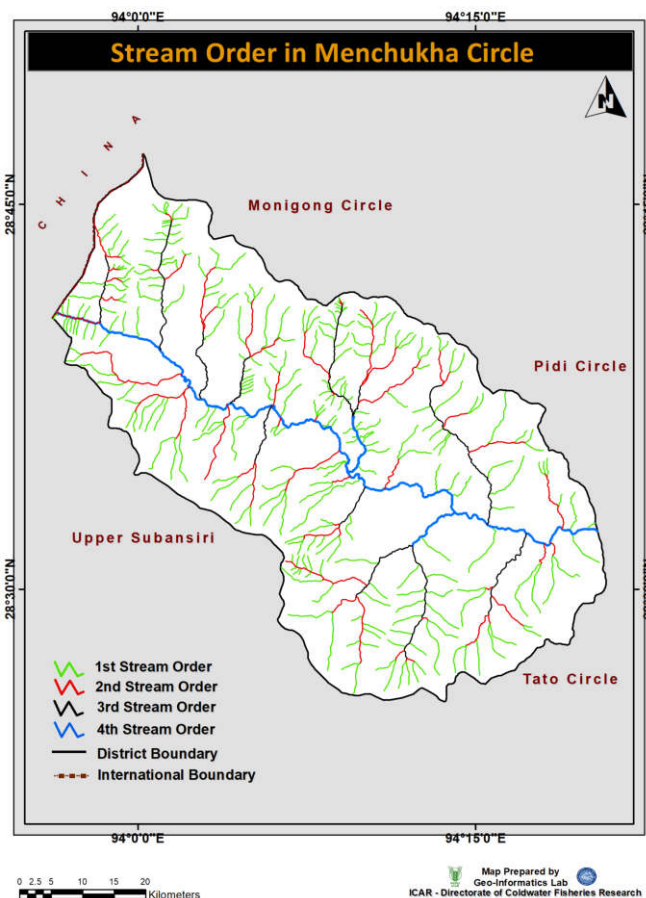 94°0'0"E 94°15'0"E
Stream Order in Menchukha Circle
N
CHINA
28°45'0"N
Monigong Circle
Pidi Circle
Upper Subansiri
28°30'0"N
Tato Circle
1st Stream Order
2nd Stream Order
3rd Stream Order
4th Stream Order
District Boundary
International Boundary
94°0'0"E 94°15'0"E
0 2.5 5 10 15 20
Kilometers
Map Prepared by
Geo-Informatics Lab
ICAR - Directorate of Coldwater Fisheries Research